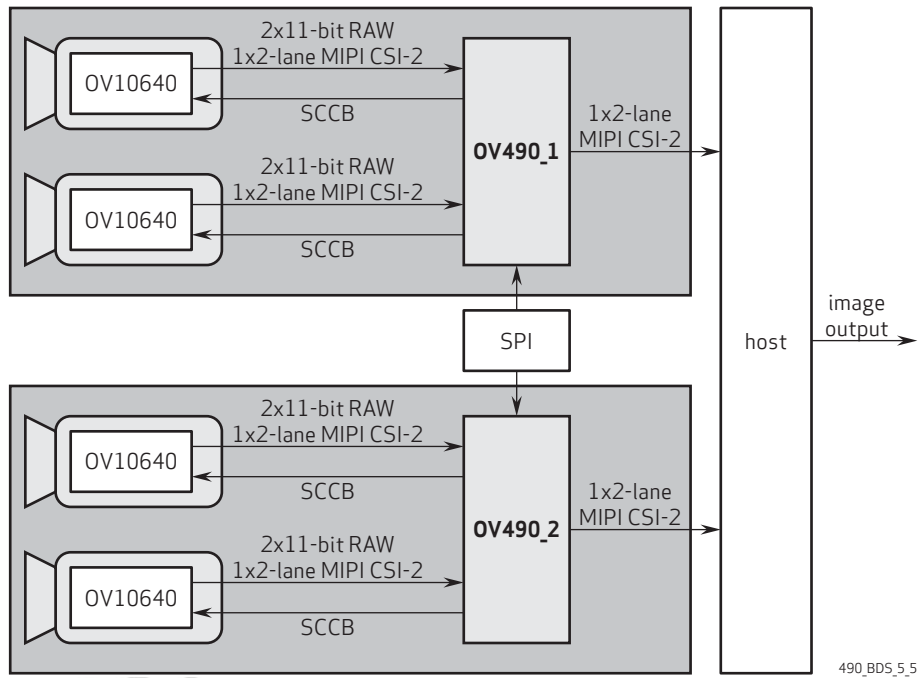 2x11-bit RAW
1x2-lane MIPI CSI-2
OV10640
SCCB
2x11-bit RAW
1x2-lane MIPI CSI-2
OV10640
SCCB
OV490_1
1x2-lane
MIPI CSI-2
SPI
host
image
output
2x11-bit RAW
1x2-lane MIPI CSI-2
OV10640
SCCB
2x11-bit RAW
1x2-lane MIPI CSI-2
OV10640
SCCB
OV490_2
1x2-lane
MIPI CSI-2
490_BDS_5_5